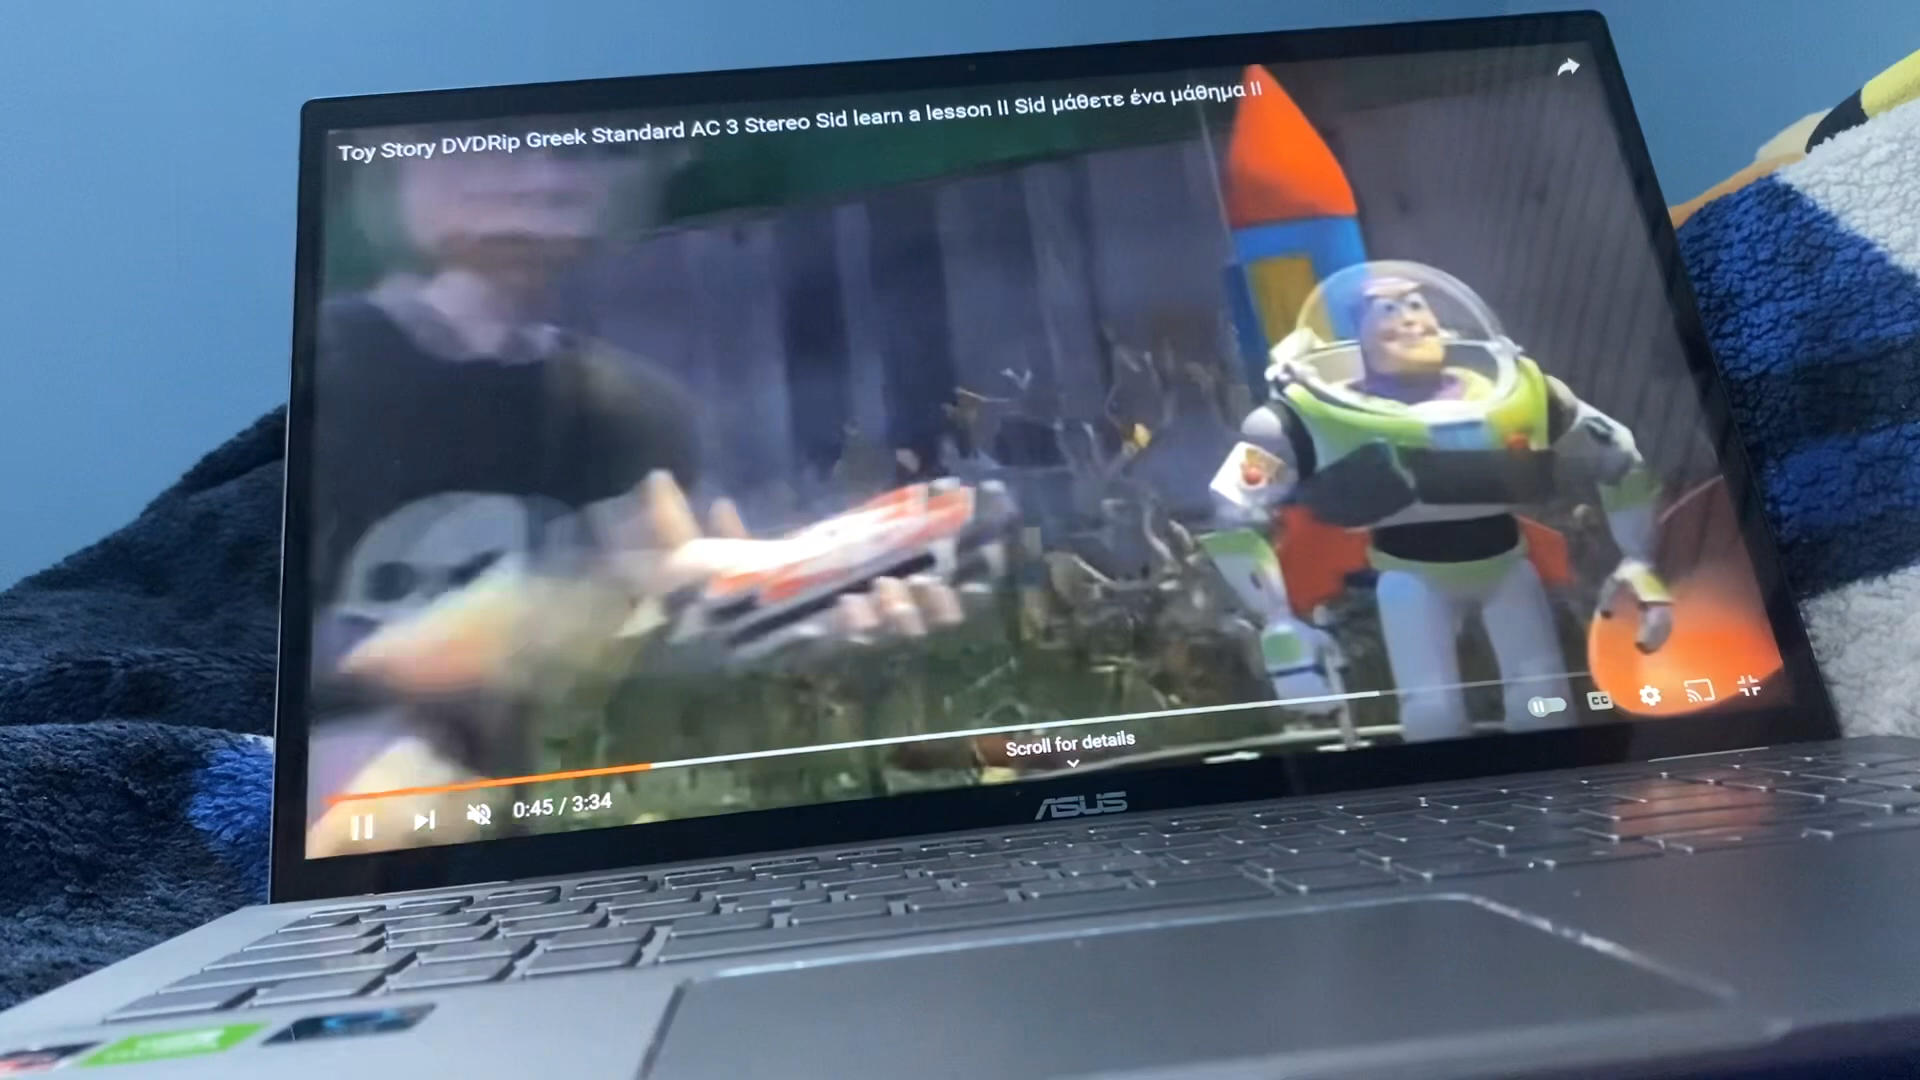 Toy Story DVDRip Greek Standard AC 3 Stereo Sid learn a lesson II Sid μάθετε ένα μάθημα II
CC
Scroll for details
0:45 / 3:34
ASUS